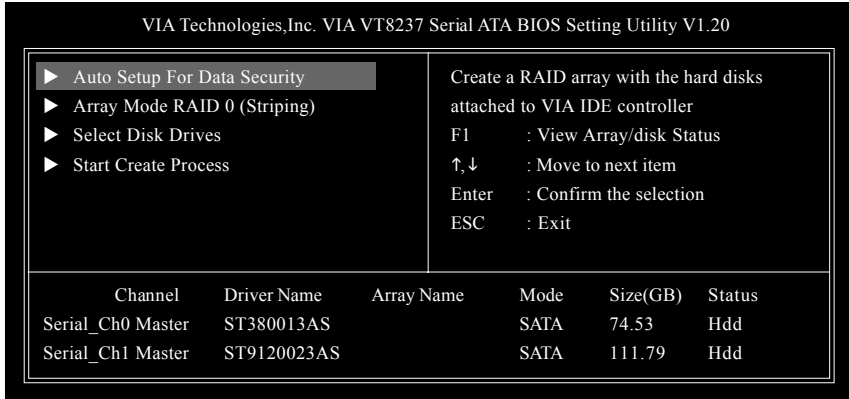 VIA Technologies,Inc. VIA VT8237 Serial ATA BIOS Setting Utility V1.20
▶ Auto Setup For Data Security
▶ Array Mode RAID 0 (Striping)
▶ Select Disk Drives
▶ Start Create Process
Create a RAID array with the hard disks
attached to VIA IDE controller
F1 : View Array/disk Status
↑,↓ : Move to next item
Enter : Confirm the selection
ESC : Exit
Channel Driver Name Array Name Mode Size(GB) Status
Serial_Ch0 Master ST380013AS SATA 74.53 Hdd
Serial_Ch1 Master ST9120023AS SATA 111.79 Hdd